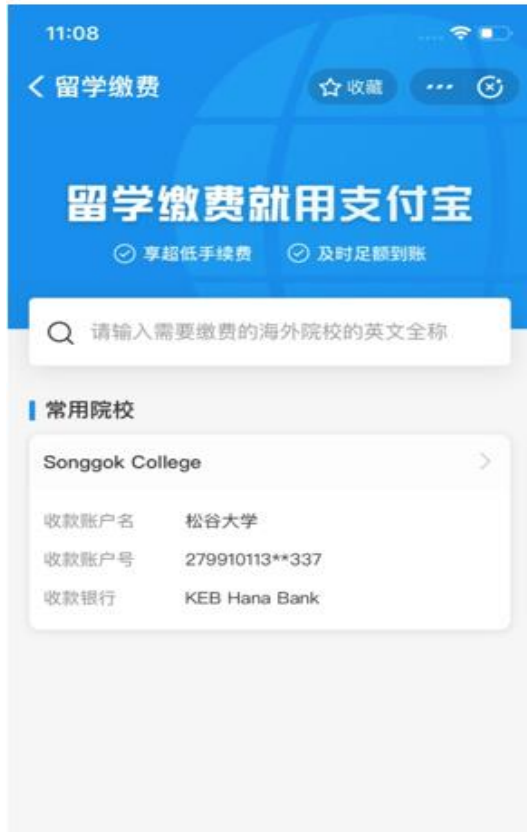 11:08
留学缴费
收藏
留学缴费就用支付宝
享超低手续费 及时足额到账
请输入需要缴费的海外院校的英文全称
常用院校
Songgok College
收款账户名 松谷大学
收款账户号 279910113**337
收款银行 KEB Hana Bank